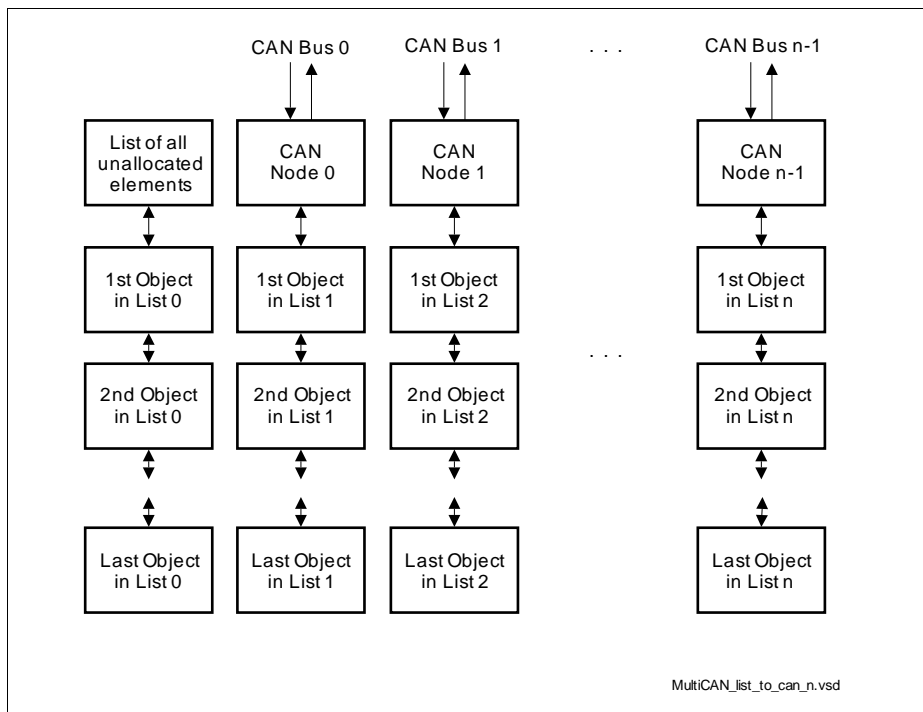 CAN Bus 0
CAN Bus 1
. . .
CAN Bus n-1
List of all
unallocated
elements
CAN
Node 0
CAN
Node 1
CAN
Node n-1
1st Object
in List 0
1st Object
in List 1
1st Object
in List 2
1st Object
in List n
. . .
2nd Object
in List 0
2nd Object
in List 1
2nd Object
in List 2
2nd Object
in List n
Last Object
in List 0
Last Object
in List 1
Last Object
in List 2
Last Object
in List n
MultiCAN_list_to_can_n.vsd